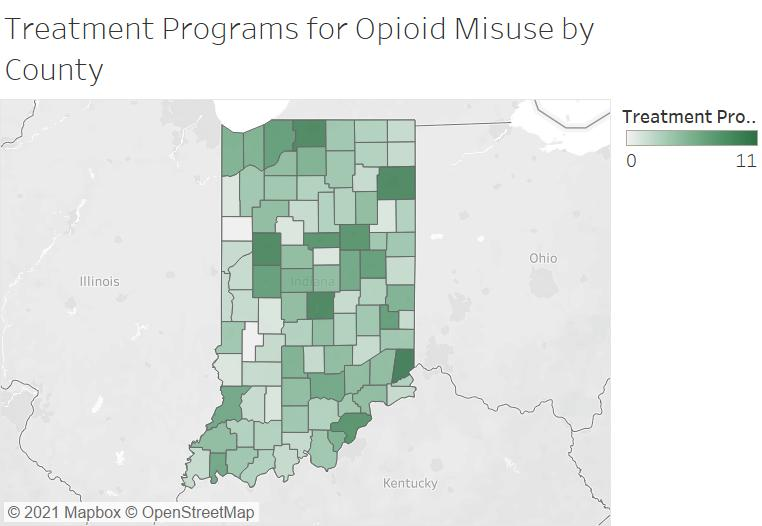 Treatment Programs for Opioid Misuse by
County
Treatment Pro..
0 11
Illinois
Indiana
Ohio
Kentucky
© 2021 Mapbox © OpenStreetMap